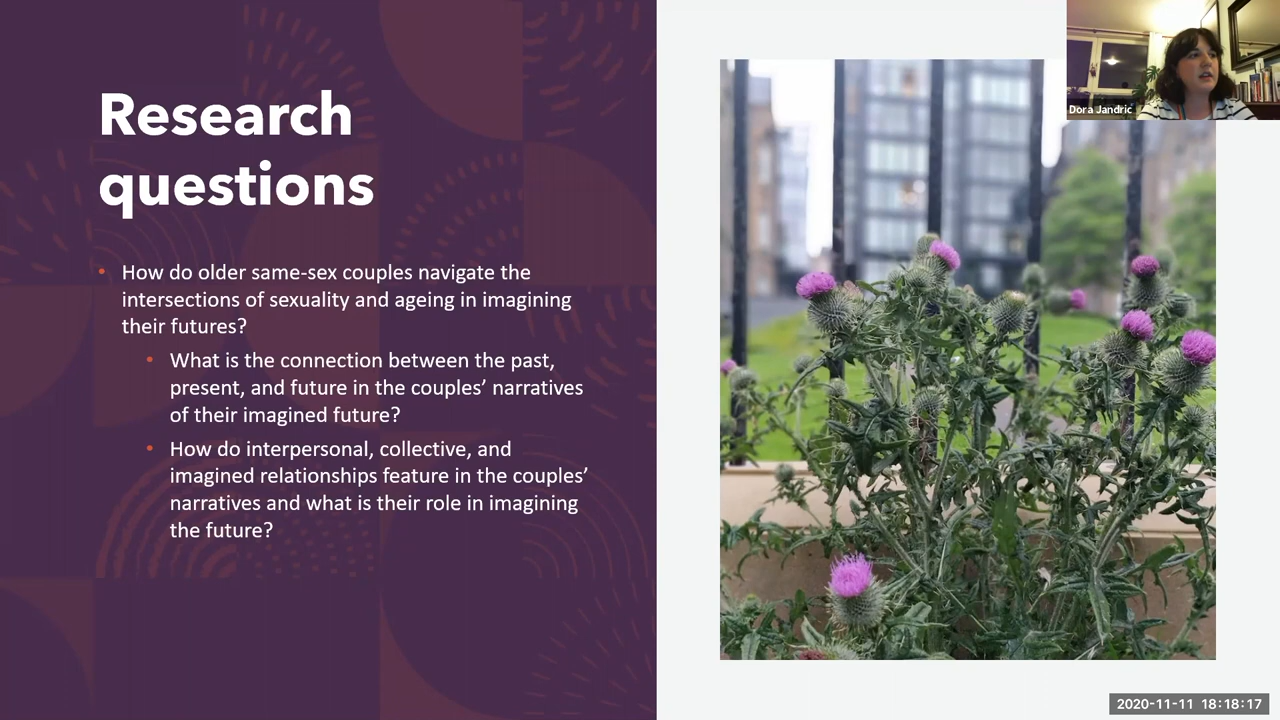 Research
questions
• How do older same-sex couples navigate the
intersections of sexuality and ageing in imagining
their futures?
• What is the connection between the past,
present, and future in the couples’ narratives
of their imagined future?
• How do interpersonal, collective, and
imagined relationships feature in the couples’
narratives and what is their role in imagining
the future?
Dora Jandric
2020-11-11 18:18:17